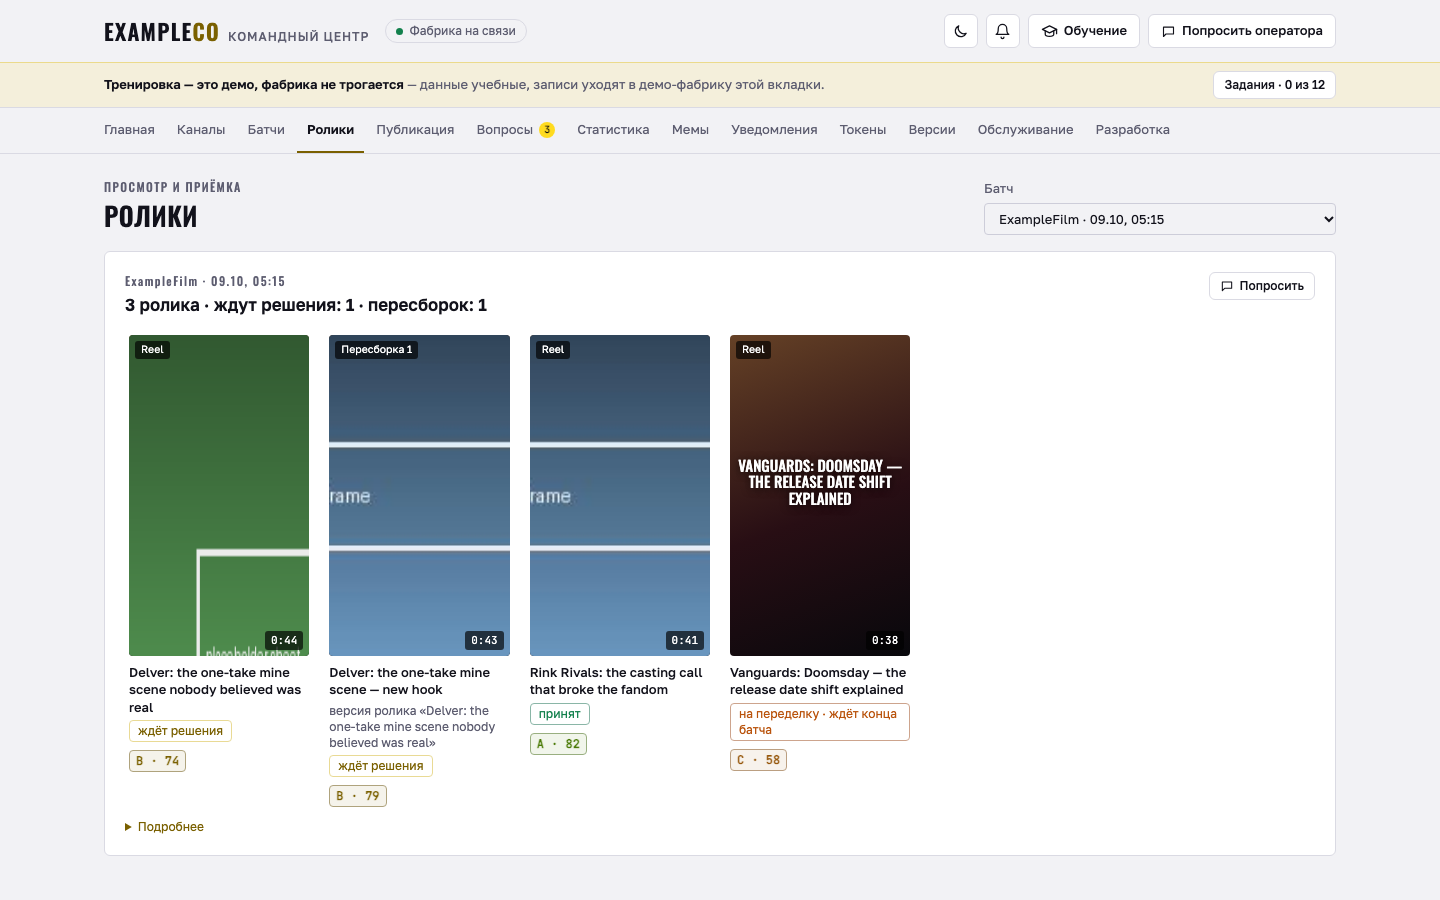 EXAMPLECO КОМАНДНЫЙ ЦЕНТР
Фабрика на связи
Обучение
Попросить оператора
Тренировка — это демо, фабрика не трогается — данные учебные, записи уходят в демо-фабрику этой вкладки.
Задания · 0 из 12
Главная
Каналы
Батчи
Ролики
Публикация
Вопросы 3
Статистика
Мемы
Уведомления
Токены
Версии
Обслуживание
Разработка
ПРОСМОТР И ПРИЁМКА
РОЛИКИ
Батч
ExampleFilm · 09.10, 05:15
ExampleFilm · 09.10, 05:15
3 ролика · ждут решения: 1 · пересборок: 1
Попросить
Reel
0:44
Delver: the one-take mine
scene nobody believed was
real
ждёт решения
B · 74
Пересборка 1
rame
0:43
Delver: the one-take mine
scene — new hook
версия ролика «Delver: the
one-take mine scene nobody
believed was real»
ждёт решения
B · 79
Reel
rame
0:41
Rink Rivals: the casting call
that broke the fandom
принят
A · 82
Reel
VANGUARDS: DOOMSDAY —
THE RELEASE DATE SHIFT
EXPLAINED
0:38
Vanguards: Doomsday — the
release date shift explained
на переделку · ждёт конца
батча
C · 58
Подробнее